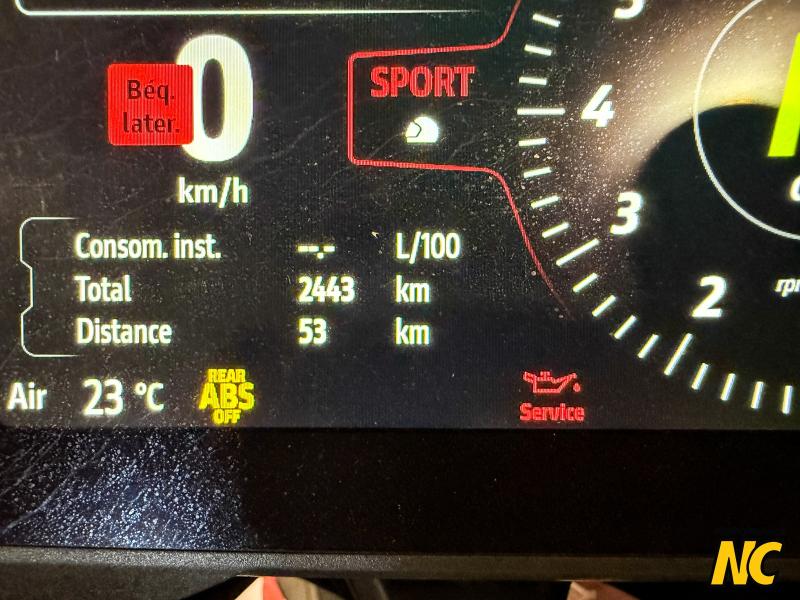 5
Béq.
later.
0
km/h
SPORT
4
3
2
rpm
Consom. inst. --.- L/100
Total 2443 km
Distance 53 km
Air 23 °C
REAR
ABS
OFF
Service
NC